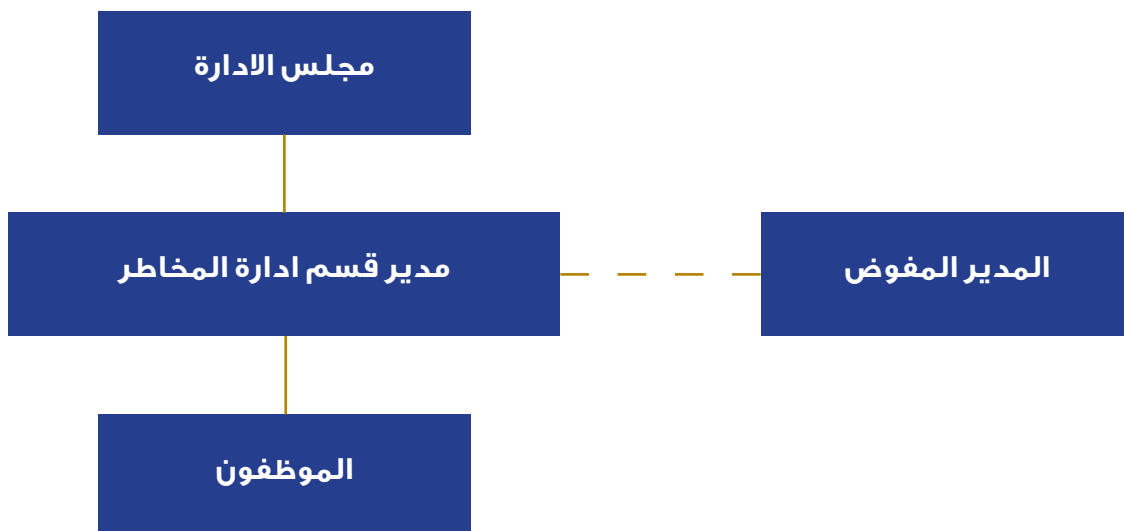 مجلس الادارة
مدير قسم ادارة المخاطر
المدير المفوض
الموظفون